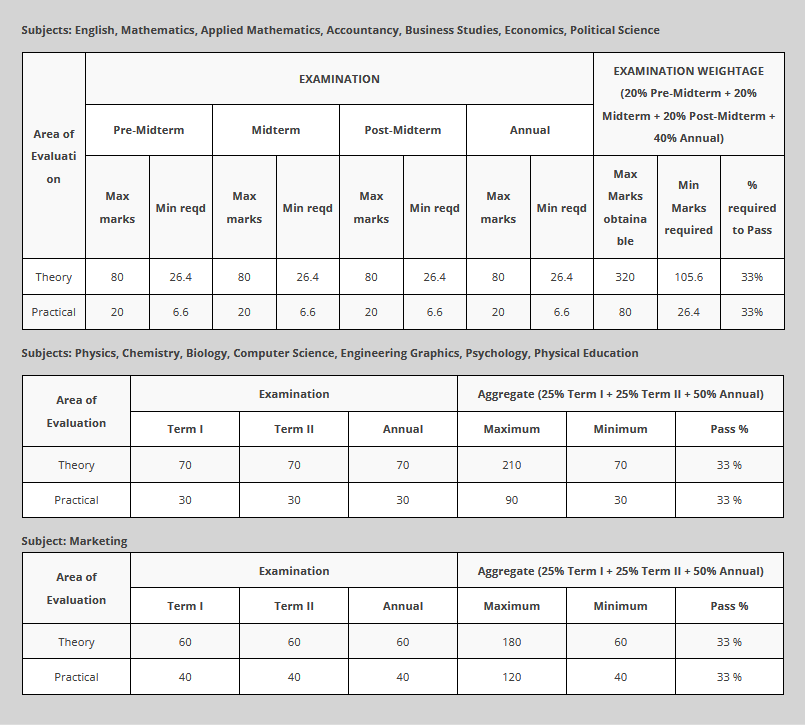 Subjects: English, Mathematics, Applied Mathematics, Accountancy, Business Studies, Economics, Political Science
Area of
Evaluati
on
EXAMINATION
EXAMINATION WEIGHTAGE
(20% Pre-Midterm + 20%
Midterm + 20% Post-Midterm +
40% Annual)
Pre-Midterm Midterm Post-Midterm Annual
Max
marks
Min reqd
Max
marks
Min reqd
Max
marks
Min reqd
Max
marks
Min reqd
Max
Marks
obtaina
ble
Min
Marks
required
%
required
to Pass
Theory 80 26.4 80 26.4 80 26.4 80 26.4 320 105.6 33%
Practical 20 6.6 20 6.6 20 6.6 20 6.6 80 26.4 33%
Subjects: Physics, Chemistry, Biology, Computer Science, Engineering Graphics, Psychology, Physical Education
Area of
Evaluation
Examination Aggregate (25% Term I + 25% Term II + 50% Annual)
Term I Term II Annual Maximum Minimum Pass %
Theory 70 70 70 210 70 33 %
Practical 30 30 30 90 30 33 %
Subject: Marketing
Area of
Evaluation
Examination Aggregate (25% Term I + 25% Term II + 50% Annual)
Term I Term II Annual Maximum Minimum Pass %
Theory 60 60 60 180 60 33 %
Practical 40 40 40 120 40 33 %